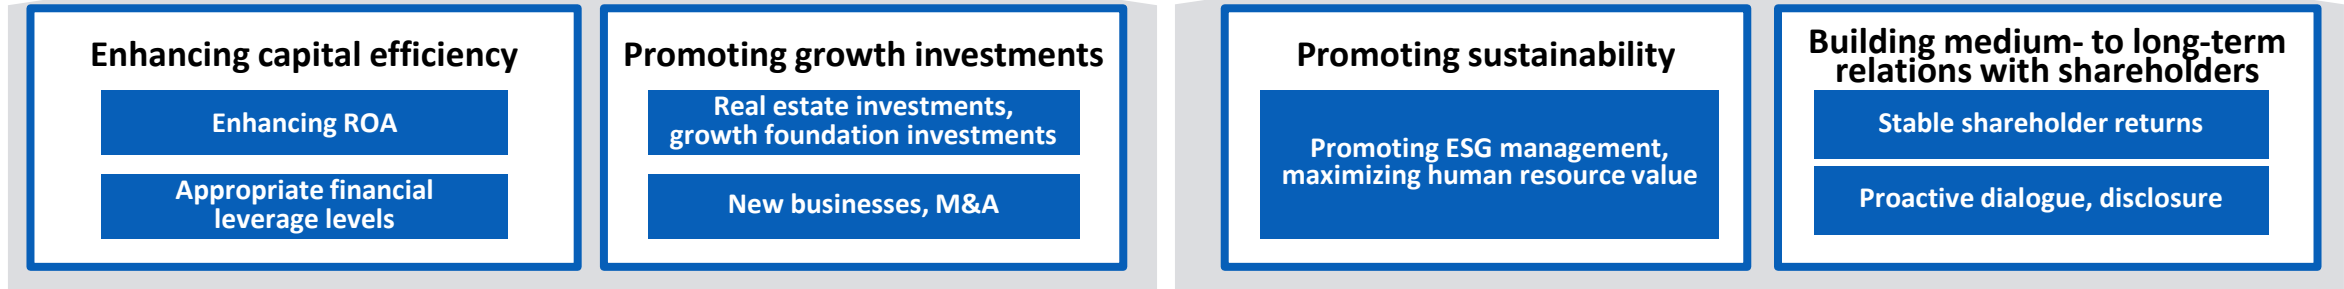 Enhancing capital efficiency
Enhancing ROA
Appropriate financial
leverage levels
Promoting growth investments
Real estate investments,
growth foundation investments
New businesses, M&A
Promoting sustainability
Promoting ESG management,
maximizing human resource value
Building medium- to long-term
relations with shareholders
Stable shareholder returns
Proactive dialogue, disclosure